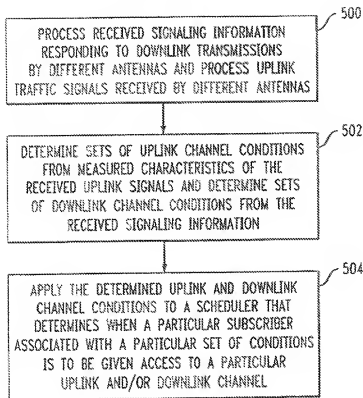 500
PROCESS RECEIVED SIGNALING INFORMATION
RESPONDING TO DOWNLINK TRANSMISSIONS
BY DIFFERENT ANTENNAS AND PROCESS UPLINK
TRAFFIC SIGNALS RECEIVED BY DIFFERENT ANTENNAS
502
DETERMINE SETS OF UPLINK CHANNEL CONDITIONS
FROM MEASURED CHARACTERISTICS OF THE
RECEIVED UPLINK SIGNALS AND DETERMINE SETS
OF DOWNLINK CHANNEL CONDITIONS FROM THE
RECEIVED SIGNALING INFORMATION
504
APPLY THE DETERMINED UPLINK AND DOWNLINK
CHANNEL CONDITIONS TO A SCHEDULER THAT
DETERMINES WHEN A PARTICULAR SUBSCRIBER
ASSOCIATED WITH A PARTICULAR SET OF CONDITIONS
IS TO BE GIVEN ACCESS TO A PARTICULAR
UPLINK AND/OR DOWNLINK CHANNEL